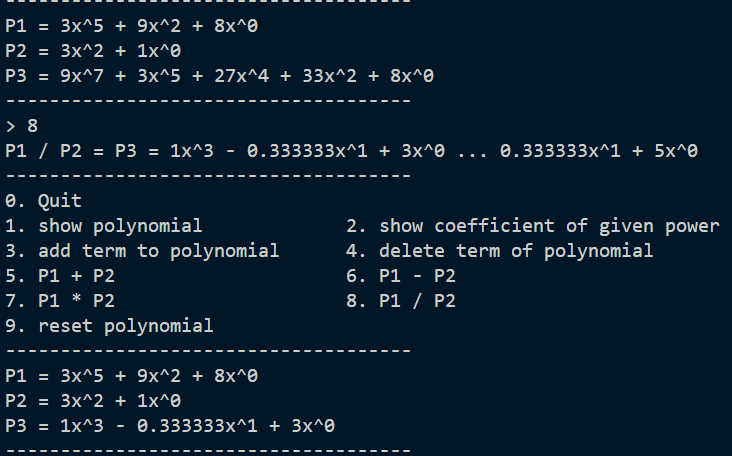 -------------------------------------
P1 = 3x^5 + 9x^2 + 8x^0
P2 = 3x^2 + 1x^0
P3 = 9x^7 + 3x^5 + 27x^4 + 33x^2 + 8x^0
-------------------------------------
> 8
P1 / P2 = P3 = 1x^3 - 0.333333x^1 + 3x^0 ... 0.333333x^1 + 5x^0
-------------------------------------
0. Quit
1. show polynomial             2. show coefficient of given power
3. add term to polynomial      4. delete term of polynomial
5. P1 + P2                     6. P1 - P2
7. P1 * P2                     8. P1 / P2
9. reset polynomial
-------------------------------------
P1 = 3x^5 + 9x^2 + 8x^0
P2 = 3x^2 + 1x^0
P3 = 1x^3 - 0.333333x^1 + 3x^0
-------------------------------------